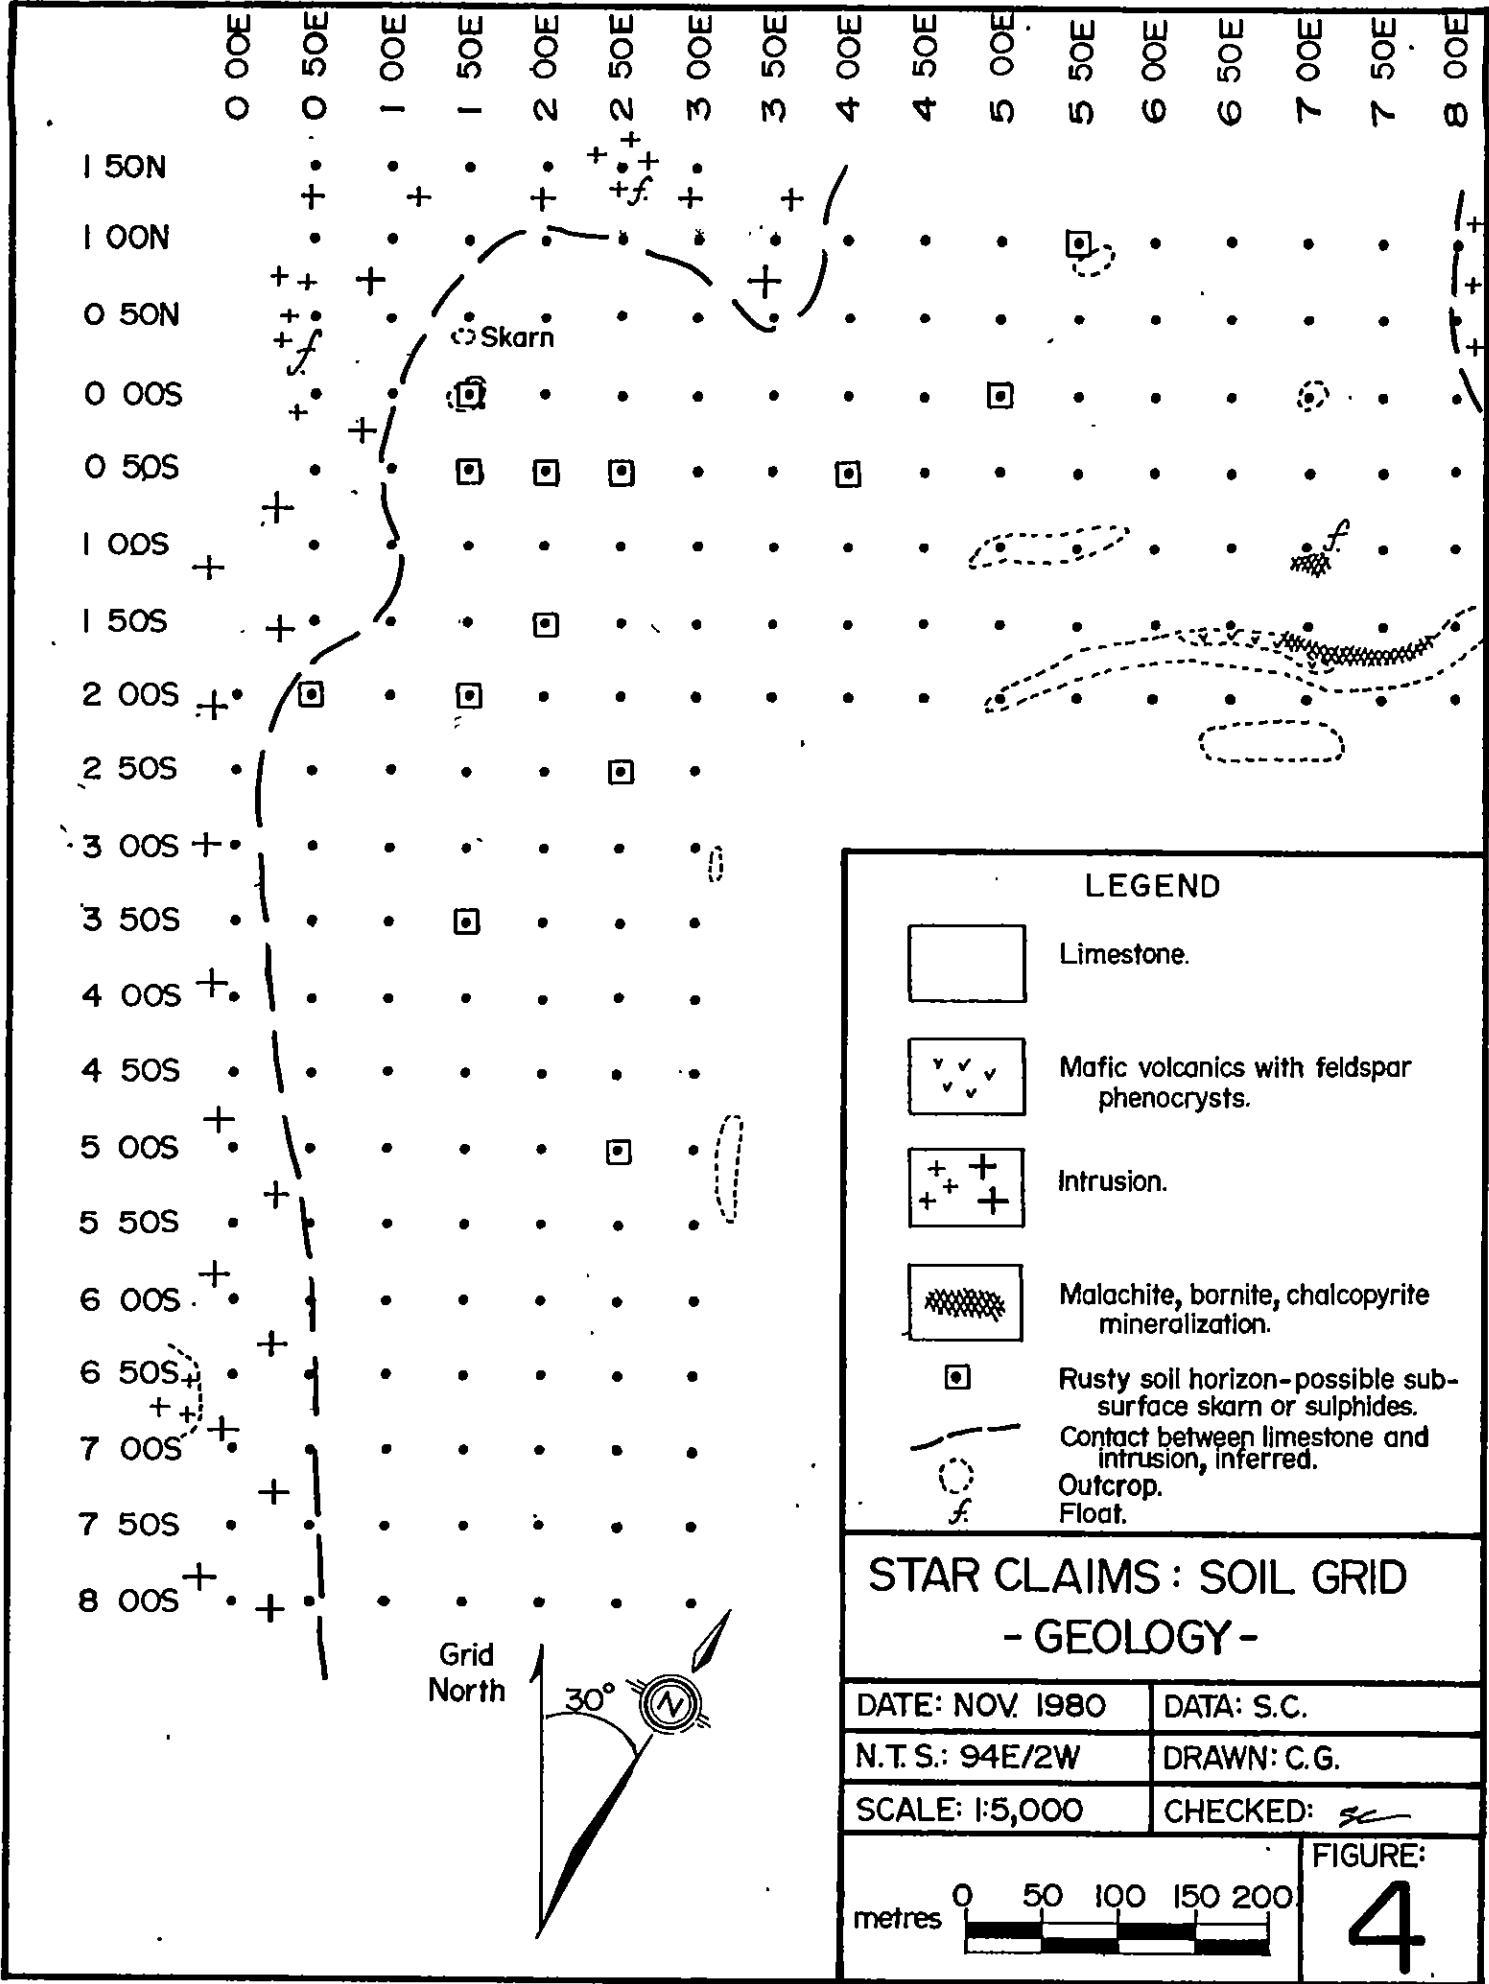 0 00E
0 50E
1 00E
1 50E
2 00E
2 50E
3 00E
3 50E
4 00E
4 50E
5 00E
5 50E
6 00E
6 50E
7 00E
7 50E
8 00E
1 50N
f.
1 00N
0 50N
f
Skarn
0 00S
0 50S
1 00S
f
1 50S
2 00S
2 50S
3 00S
3 50S
4 00S
4 50S
5 00S
5 50S
6 00S
6 50S
7 00S
7 50S
8 00S
LEGEND
Limestone.
Mafic volcanics with feldspar
phenocrysts.
Intrusion.
Malachite, bornite, chalcopyrite
mineralization.
Rusty soil horizon-possible sub-
surface skarn or sulphides.
Contact between limestone and
intrusion, inferred.
Outcrop.
f. Float.
Grid
North
30°
N
STAR CLAIMS: SOIL GRID
-GEOLOGY-
DATE: NOV. 1980
DATA: S.C.
N.T.S.: 94E/2W
DRAWN: C.G.
SCALE: 1:5,000
CHECKED: sc
metres
0 50 100 150 200
FIGURE:
4